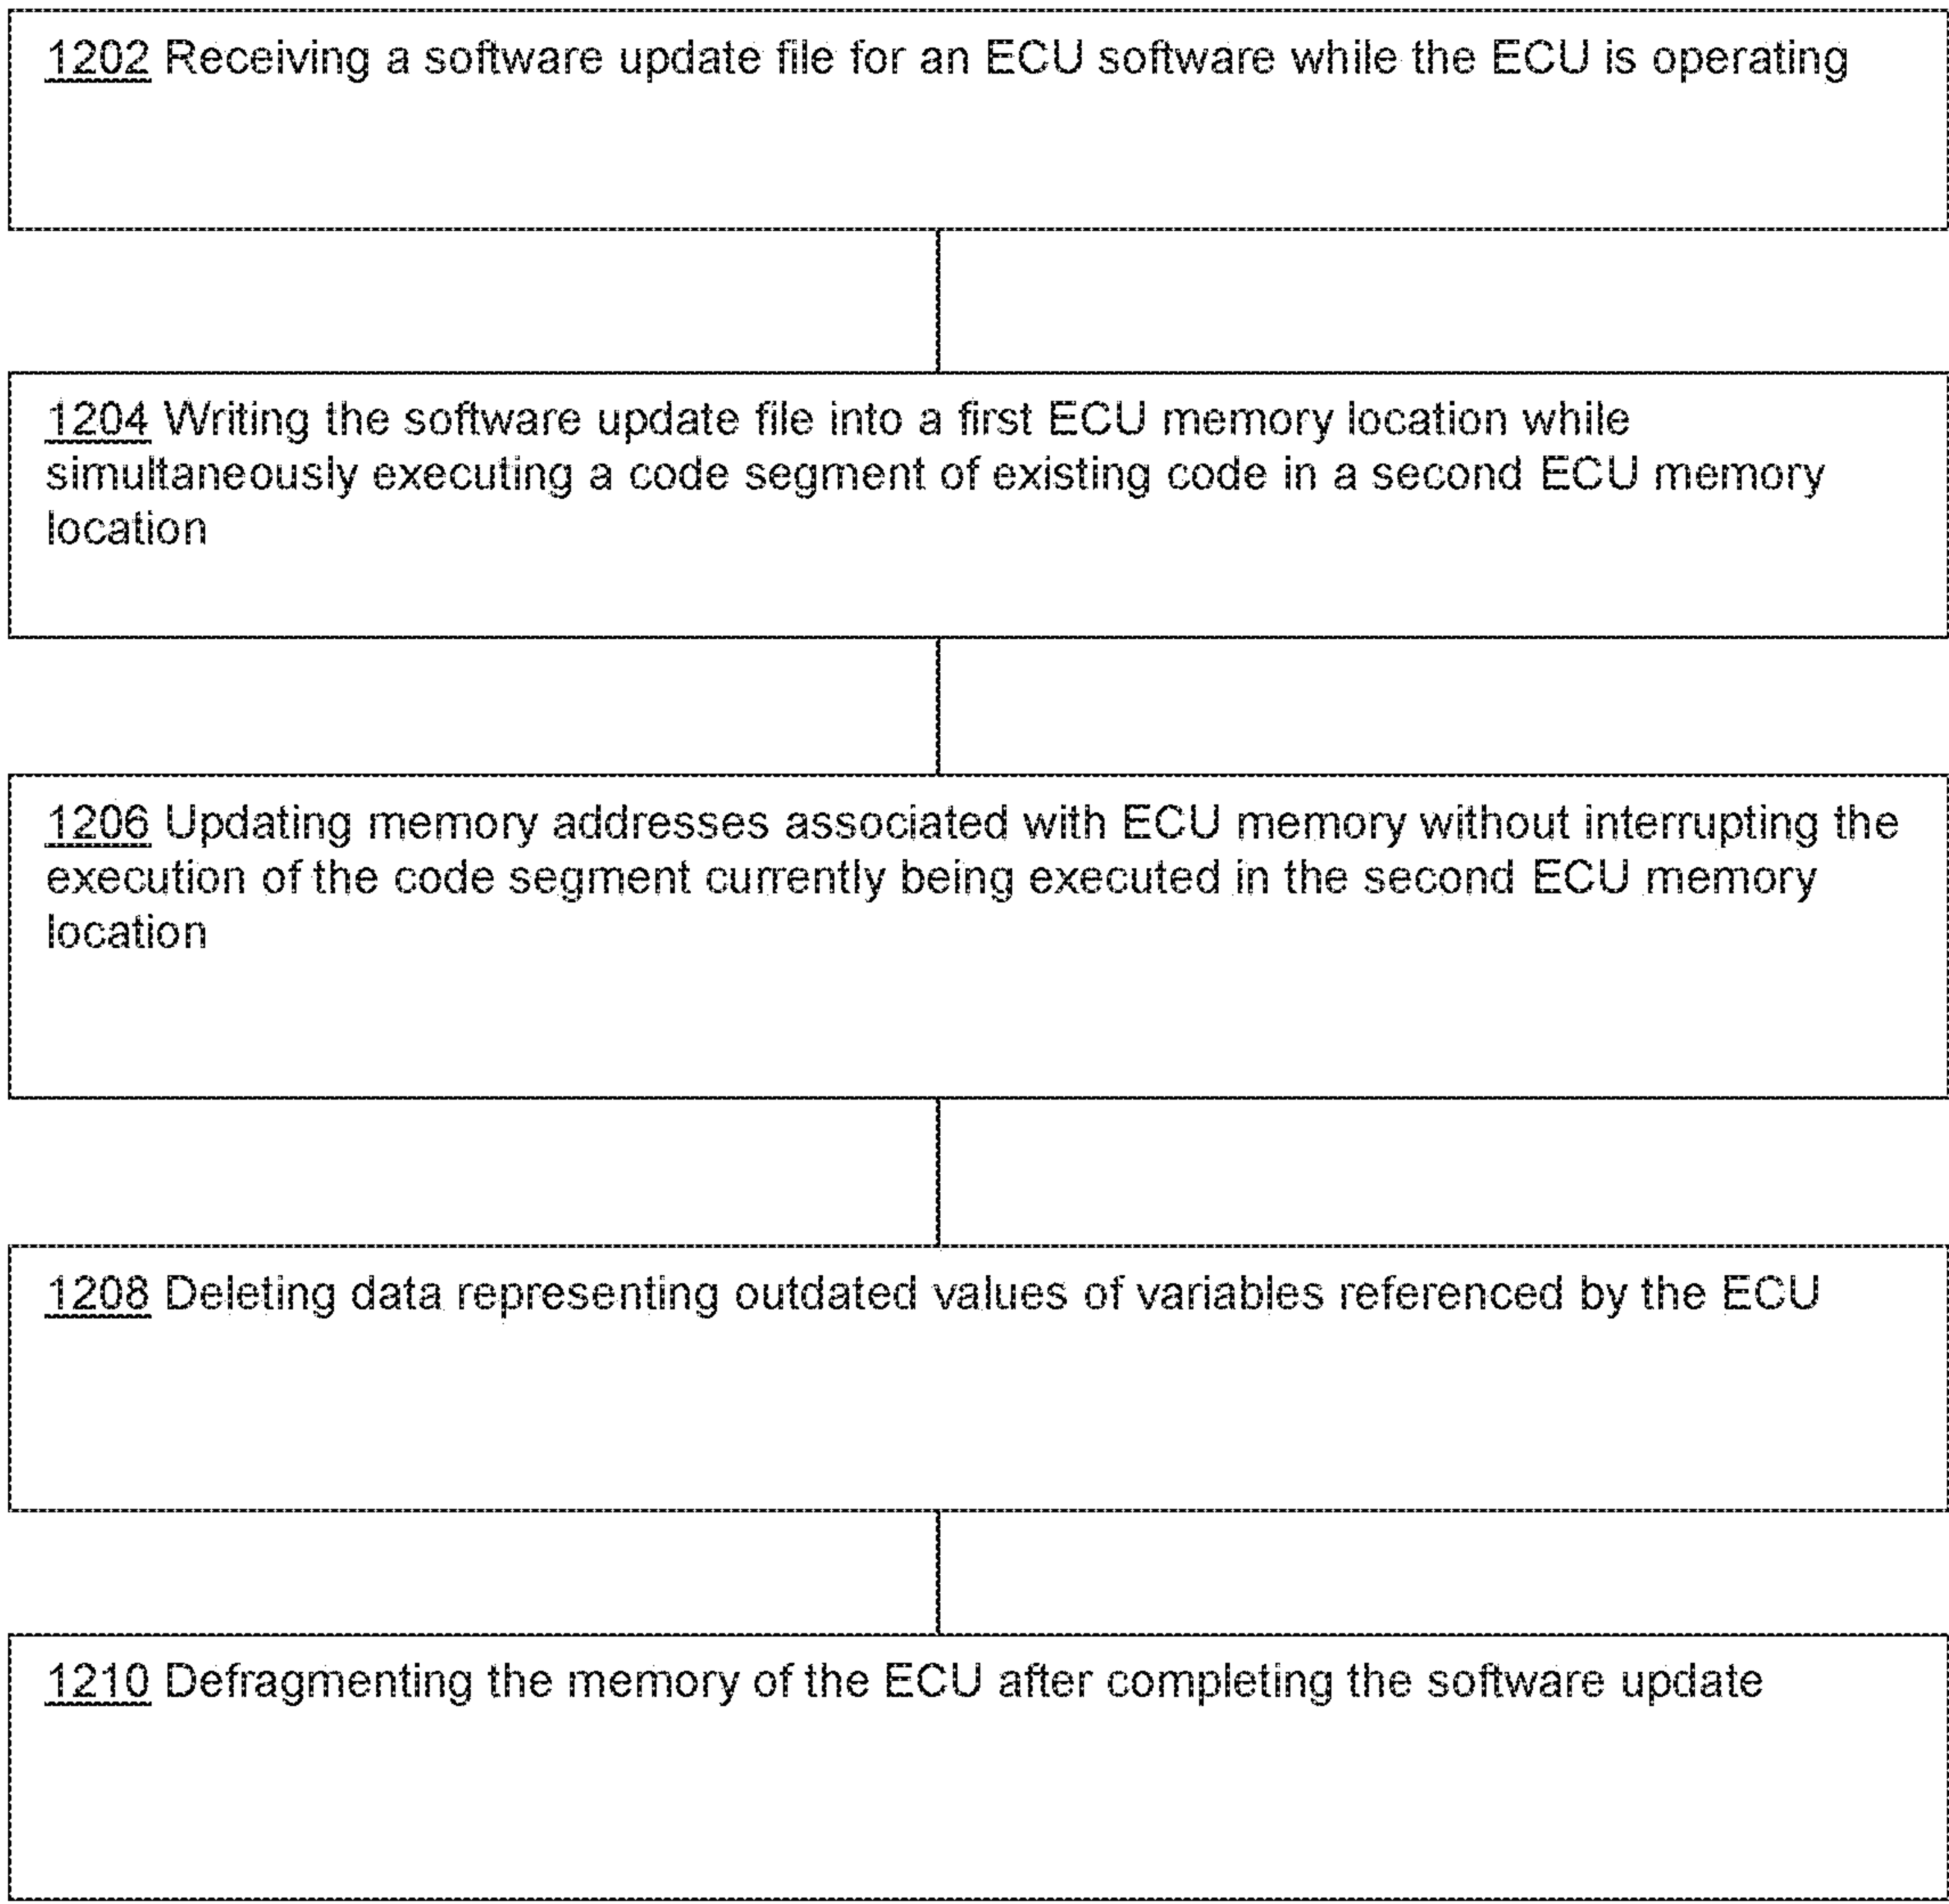 1202 Receiving a software update file for an ECU software while the ECU is operating
1204 Writing the software update file into a first ECU memory location while
simultaneously executing a code segment of existing code in a second ECU memory
location
1206 Updating memory addresses associated with ECU memory without interrupting the
execution of the code segment currently being executed in the second ECU memory
location
1208 Deleting data representing outdated values of variables referenced by the ECU
1210 Defragmenting the memory of the ECU after completing the software update